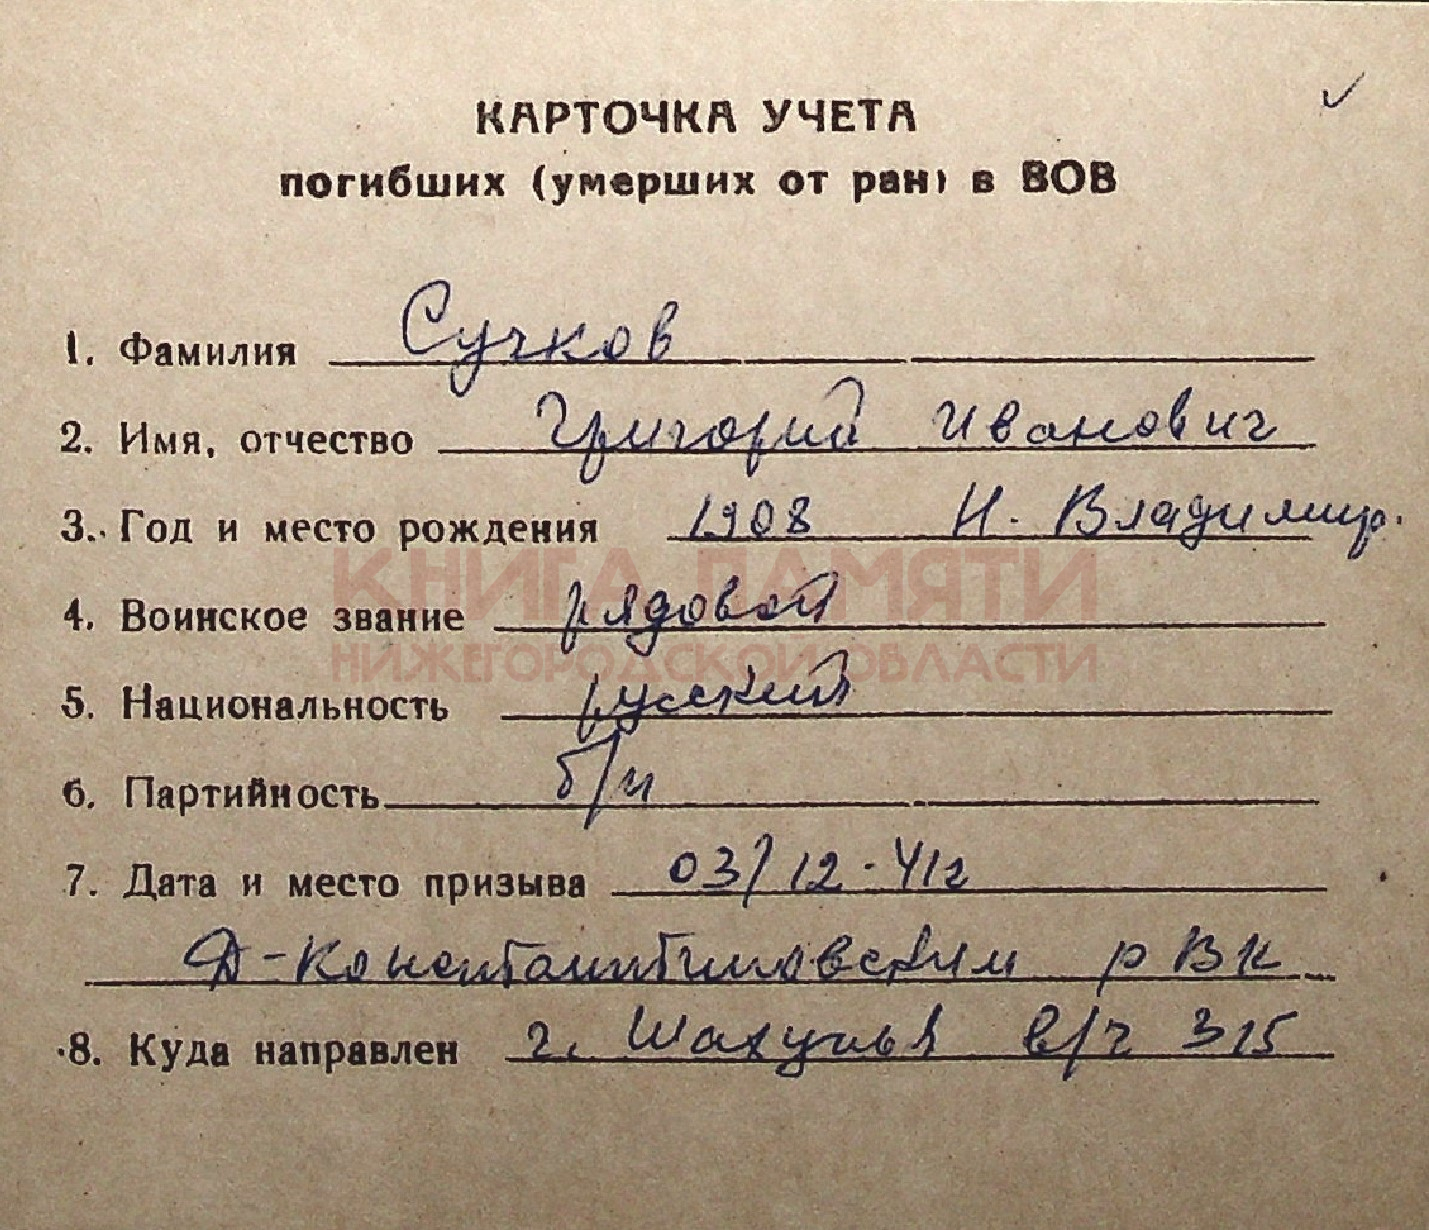 КАРТОЧКА УЧЕТА
погибших (умерших от ран) в ВОВ
1. Фамилия Сучков
2. Имя, отчество Григорий Иванович
3. Год и место рождения 1908 Н. Владимир.
КНИГА ПАМЯТИ
4. Воинское звание рядовой
НИЖЕГОРОДСКОЙ ОБЛАСТИ
5. Национальность русский
6. Партийность б/п
7. Дата и место призыва 03/12.41г
Д-Константиновским рВК
8. Куда направлен г. Шахунья в/ч 315